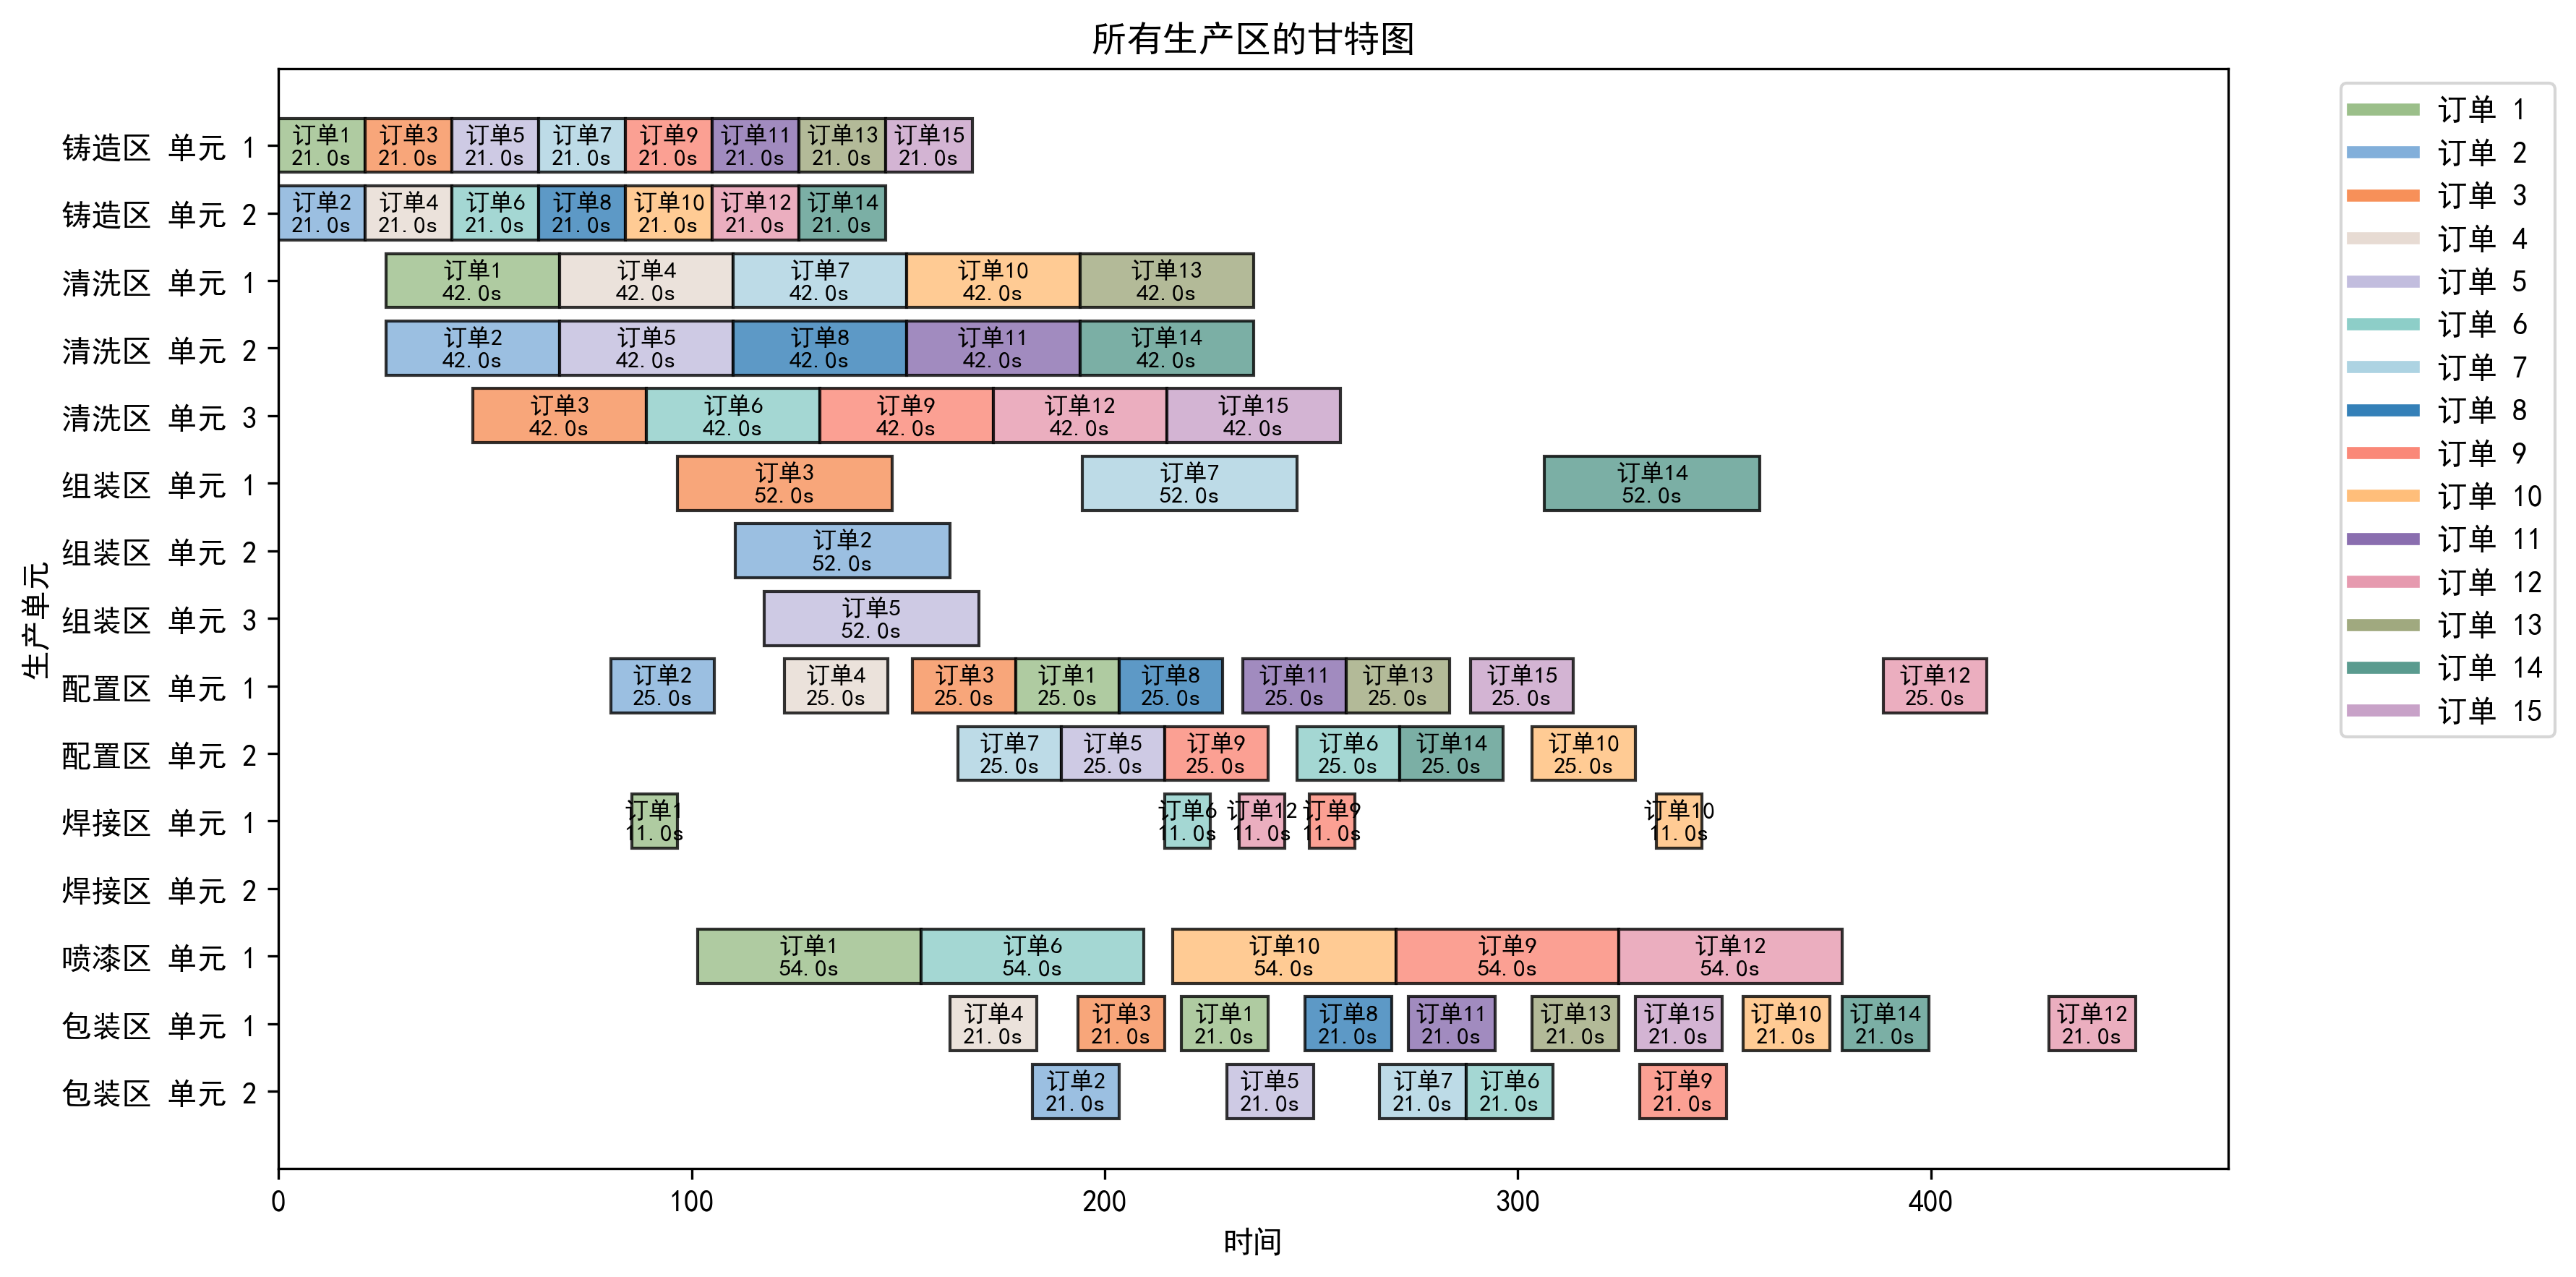 所有生产区的甘特图
铸造区 单元 1
订单1 订单3 订单5 订单7 订单9 订单11 订单13 订单15
21.0s 21.0s 21.0s 21.0s 21.0s 21.0s 21.0s 21.0s
铸造区 单元 2
订单2 订单4 订单6 订单8 订单10 订单12 订单14
21.0s 21.0s 21.0s 21.0s 21.0s 21.0s 21.0s
清洗区 单元 1
订单1 订单4 订单7 订单10 订单13
42.0s 42.0s 42.0s 42.0s 42.0s
清洗区 单元 2
订单2 订单5 订单8 订单11 订单14
42.0s 42.0s 42.0s 42.0s 42.0s
清洗区 单元 3
订单3 订单6 订单9 订单12 订单15
42.0s 42.0s 42.0s 42.0s 42.0s
组装区 单元 1
订单3 订单7 订单14
52.0s 52.0s 52.0s
组装区 单元 2
订单2
52.0s
组装区 单元 3
订单5
52.0s
配置区 单元 1
订单2 订单4 订单3 订单1 订单8 订单11 订单13 订单15 订单12
25.0s 25.0s 25.0s 25.0s 25.0s 25.0s 25.0s 25.0s 25.0s
配置区 单元 2
订单7 订单5 订单9 订单6 订单14 订单10
25.0s 25.0s 25.0s 25.0s 25.0s 25.0s
焊接区 单元 1
订单1 订单6 订单12 订单9 订单10
11.0s 11.0s 11.0s 11.0s 11.0s
焊接区 单元 2
喷漆区 单元 1
订单1 订单6 订单10 订单9 订单12
54.0s 54.0s 54.0s 54.0s 54.0s
包装区 单元 1
订单4 订单3 订单1 订单8 订单11 订单13 订单15 订单10 订单14 订单12
21.0s 21.0s 21.0s 21.0s 21.0s 21.0s 21.0s 21.0s 21.0s 21.0s
包装区 单元 2
订单2 订单5 订单7 订单6 订单9
21.0s 21.0s 21.0s 21.0s 21.0s
生产单元
0 100 200 300 400
时间
订单 1
订单 2
订单 3
订单 4
订单 5
订单 6
订单 7
订单 8
订单 9
订单 10
订单 11
订单 12
订单 13
订单 14
订单 15